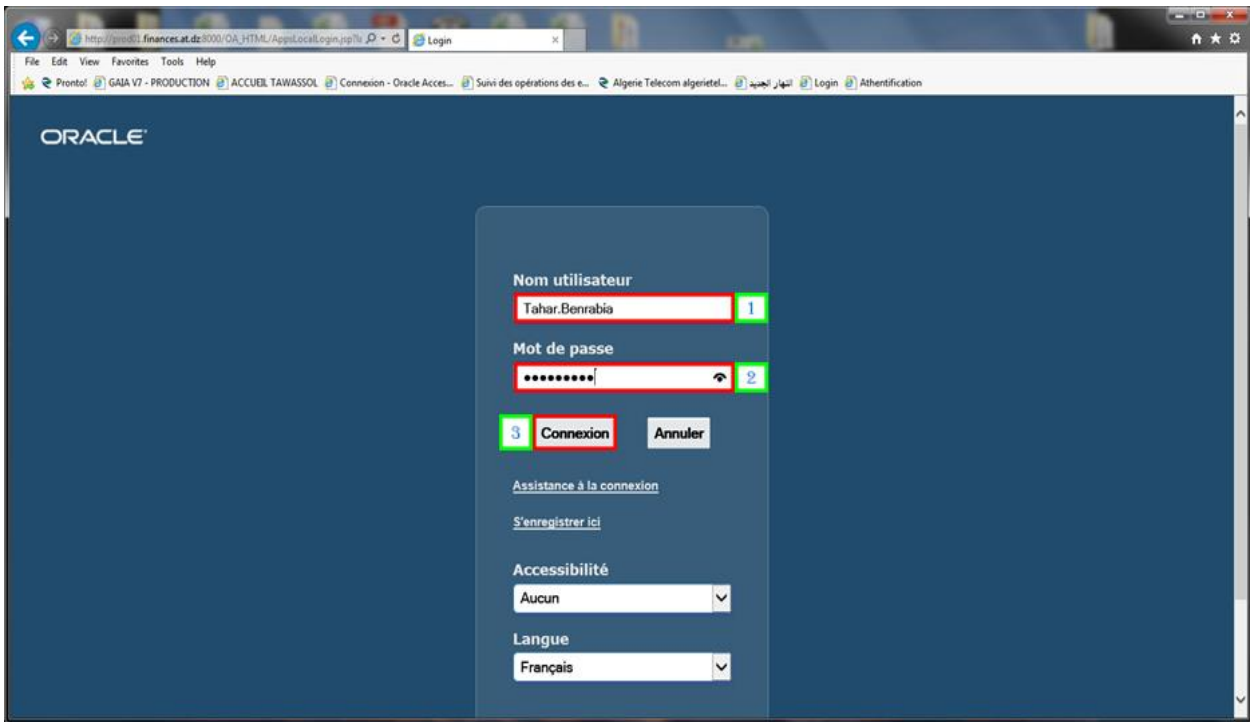 http://prod01.finances.at.dz:8000/OA_HTML/AppsLocalLogin.jsp?lı
Login
File Edit View Favorites Tools Help
Pronto! GAIA V7 - PRODUCTION ACCUEIL TAWASSOL Connexion - Oracle Acces... Suivi des opérations des e... Algerie Telecom algerietel... النهار الجديد Login Athentification
ORACLE
Nom utilisateur
Tahar.Benrabia 1
Mot de passe
••••••••• 2
3 Connexion Annuler
Assistance à la connexion
S'enregistrer ici
Accessibilité
Aucun
Langue
Français